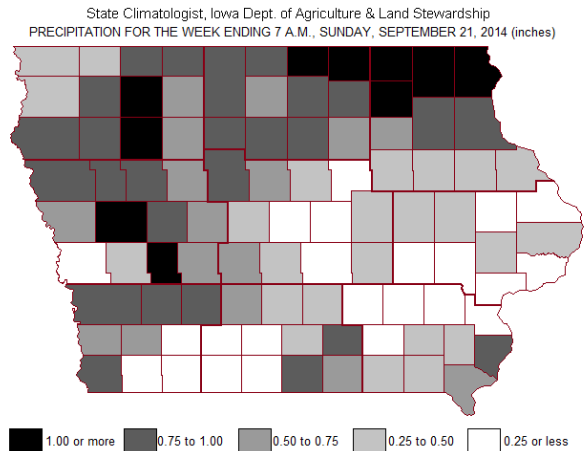 State Climatologist, Iowa Dept. of Agriculture & Land Stewardship
PRECIPITATION FOR THE WEEK ENDING 7 A.M., SUNDAY, SEPTEMBER 21, 2014 (inches)
1.00 or more 0.75 to 1.00 0.50 to 0.75 0.25 to 0.50 0.25 or less